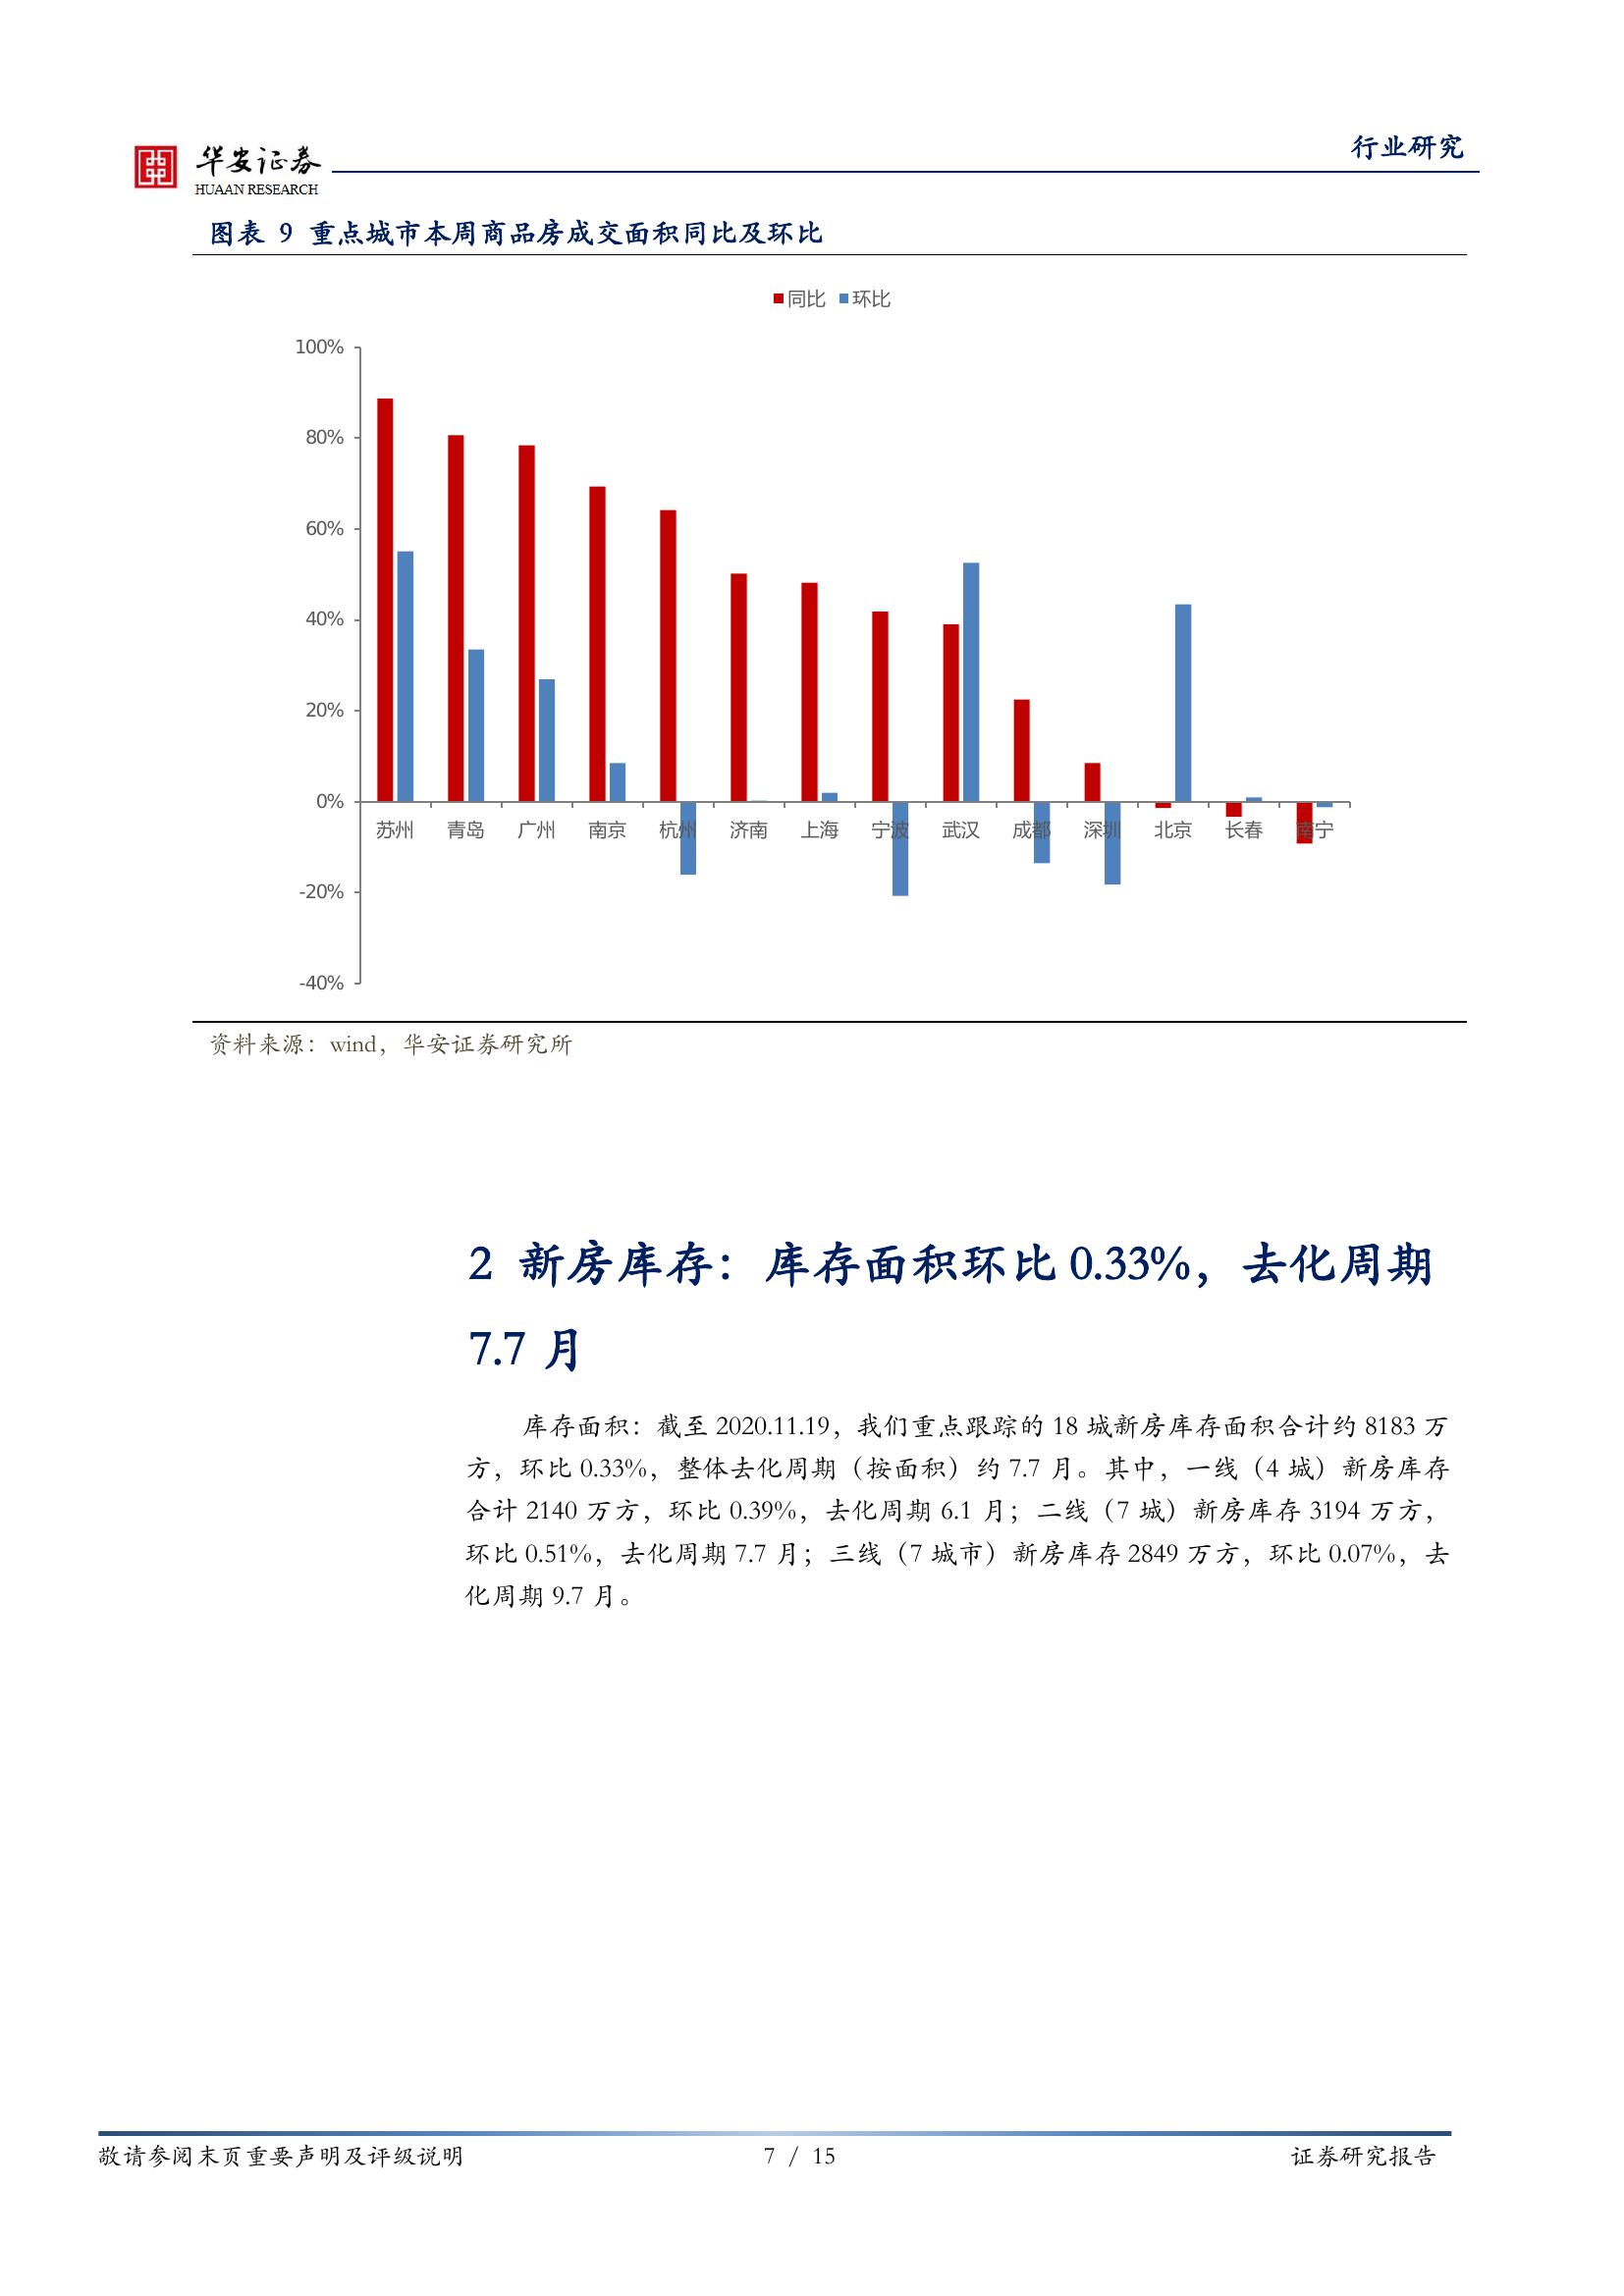 华安证券
HUAAN RESEARCH
行业研究
图表 9 重点城市本周商品房成交面积同比及环比
同比 环比
100%
80%
60%
40%
20%
0%
-20%
-40%
苏州 青岛 广州 南京 杭州 济南 上海 宁波 武汉 成都 深圳 北京 长春 南宁
资料来源：wind，华安证券研究所
2 新房库存：库存面积环比 0.33%，去化周期
7.7 月
库存面积：截至 2020.11.19，我们重点跟踪的 18 城新房库存面积合计约 8183 万
方，环比 0.33%，整体去化周期（按面积）约 7.7 月。其中，一线（4 城）新房库存
合计 2140 万方，环比 0.39%，去化周期 6.1 月；二线（7 城）新房库存 3194 万方，
环比 0.51%，去化周期 7.7 月；三线（7 城市）新房库存 2849 万方，环比 0.07%，去
化周期 9.7 月。
敬请参阅末页重要声明及评级说明 7 / 15 证券研究报告